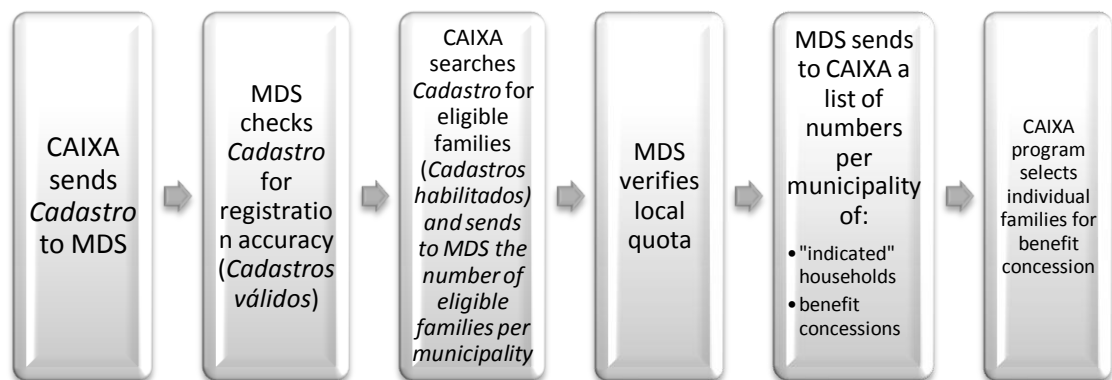 CAIXA
sends
Cadastro
to MDS
MDS
checks
Cadastro
for
registratio
n accuracy
(Cadastros
válidos)
CAIXA
searches
Cadastro for
eligible
families
(Cadastros
habilitados)
and sends
to MDS the
number of
eligible
families per
municipality
MDS
verifies
local
quota
MDS sends
to CAIXA a
list of
numbers
per
municipality
of:
•"indicated"
households
•benefit
concessions
CAIXA
program
selects
individual
families for
benefit
concession